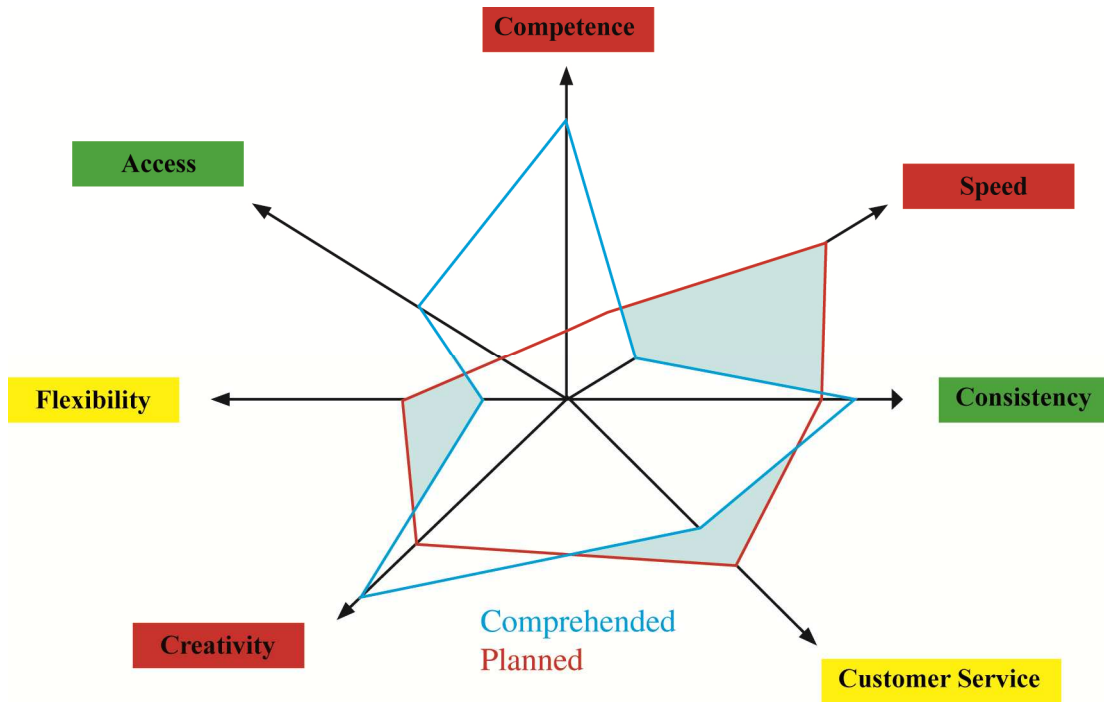 Competence
Access
Speed
Flexibility
Consistency
Comprehended
Planned
Creativity
Customer Service